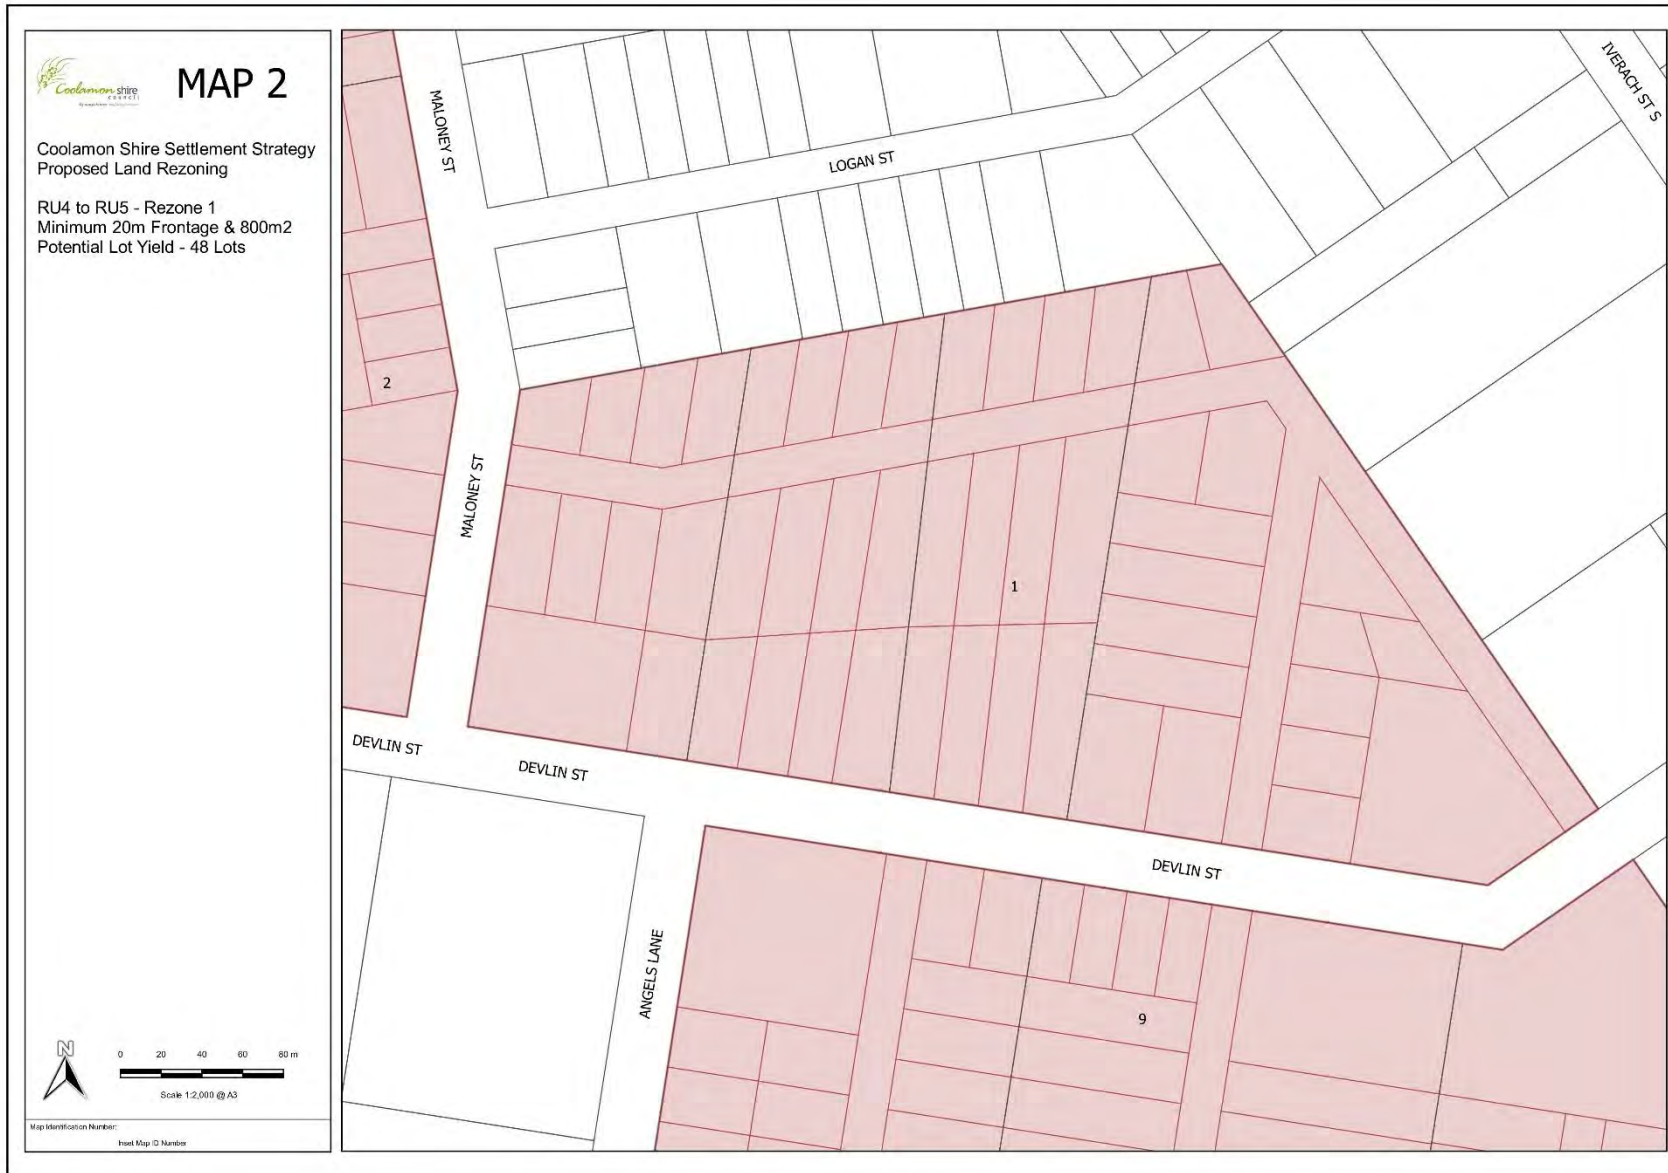 Coolamon shire
council
MAP 2
Coolamon Shire Settlement Strategy
Proposed Land Rezoning
RU4 to RU5 - Rezone 1
Minimum 20m Frontage & 800m2
Potential Lot Yield - 48 Lots
N
0 20 40 60 80 m
Scale 1:2,000 @ A3
Map Identification Number:
Inset Map ID Number
MALONEY ST
LOGAN ST
IVERACH ST S
2
MALONEY ST
1
DEVLIN ST
DEVLIN ST
DEVLIN ST
ANGELS LANE
9